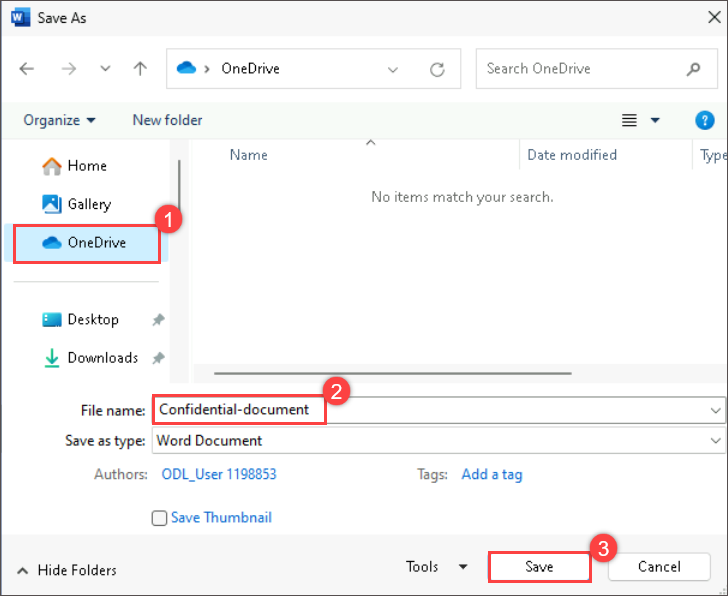 Save As
OneDrive
Search OneDrive
Organize
New folder
?
Name
Date modified
Type
Home
No items match your search.
Gallery
1
OneDrive
Desktop
Downloads
2
File name: Confidential-document
Save as type: Word Document
Authors: ODL_User 1198853 Tags: Add a tag
Save Thumbnail
3
Hide Folders
Tools
Save
Cancel